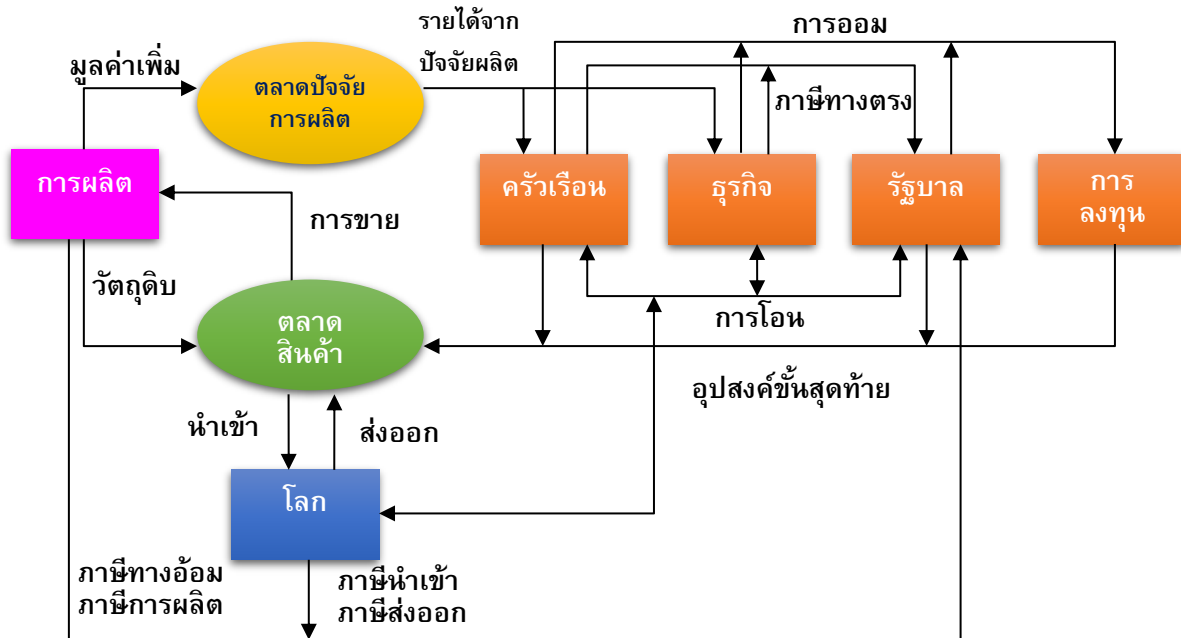 รายได้จาก
ปัจจัยผลิต
การออม
มูลค่าเพิ่ม
ตลาดปัจจัย
การผลิต
ภาษีทางตรง
การผลิต
ครัวเรือน
ธุรกิจ
รัฐบาล
การ
ลงทุน
การขาย
วัตถุดิบ
ตลาด
สินค้า
การโอน
อุปสงค์ขั้นสุดท้าย
นำเข้า
ส่งออก
โลก
ภาษีทางอ้อม
ภาษีการผลิต
ภาษีนำเข้า
ภาษีส่งออก